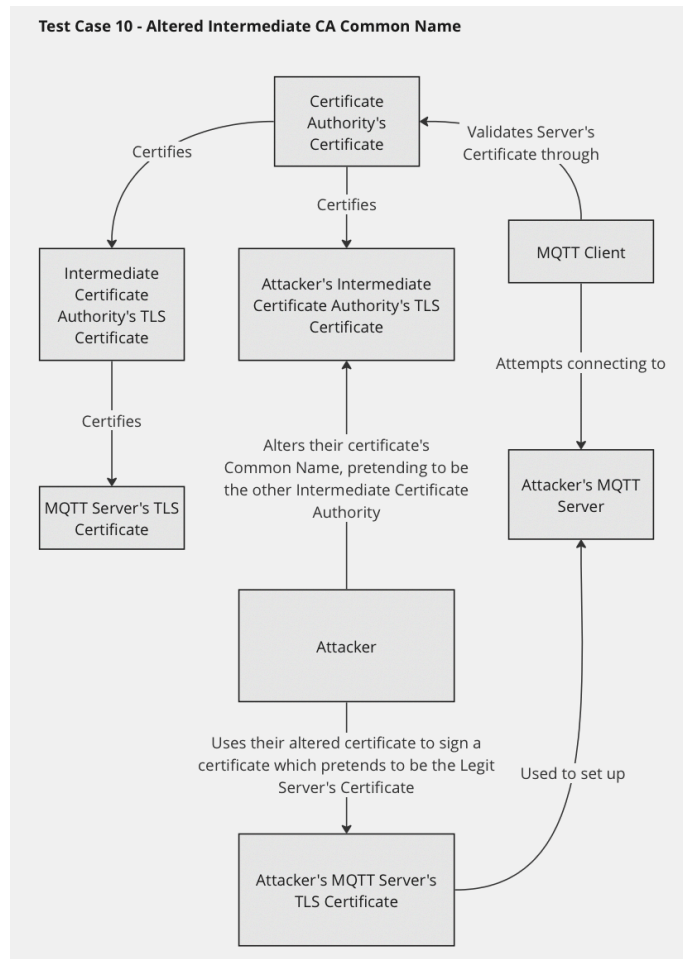 Test Case 10 - Altered Intermediate CA Common Name
Certificate
Authority's
Certificate
Validates Server's
Certificate through
Certifies
Certifies
MQTT Client
Intermediate
Certificate
Authority's TLS
Certificate
Attacker's Intermediate
Certificate Authority's TLS
Certificate
Attempts connecting to
Certifies
Alters their certificate's
Common Name, pretending to be
the other Intermediate Certificate
Authority
Attacker's MQTT
Server
MQTT Server's TLS
Certificate
Attacker
Uses their altered certificate to sign a
certificate which pretends to be the Legit
Server's Certificate
Used to set up
Attacker's MQTT Server's
TLS Certificate